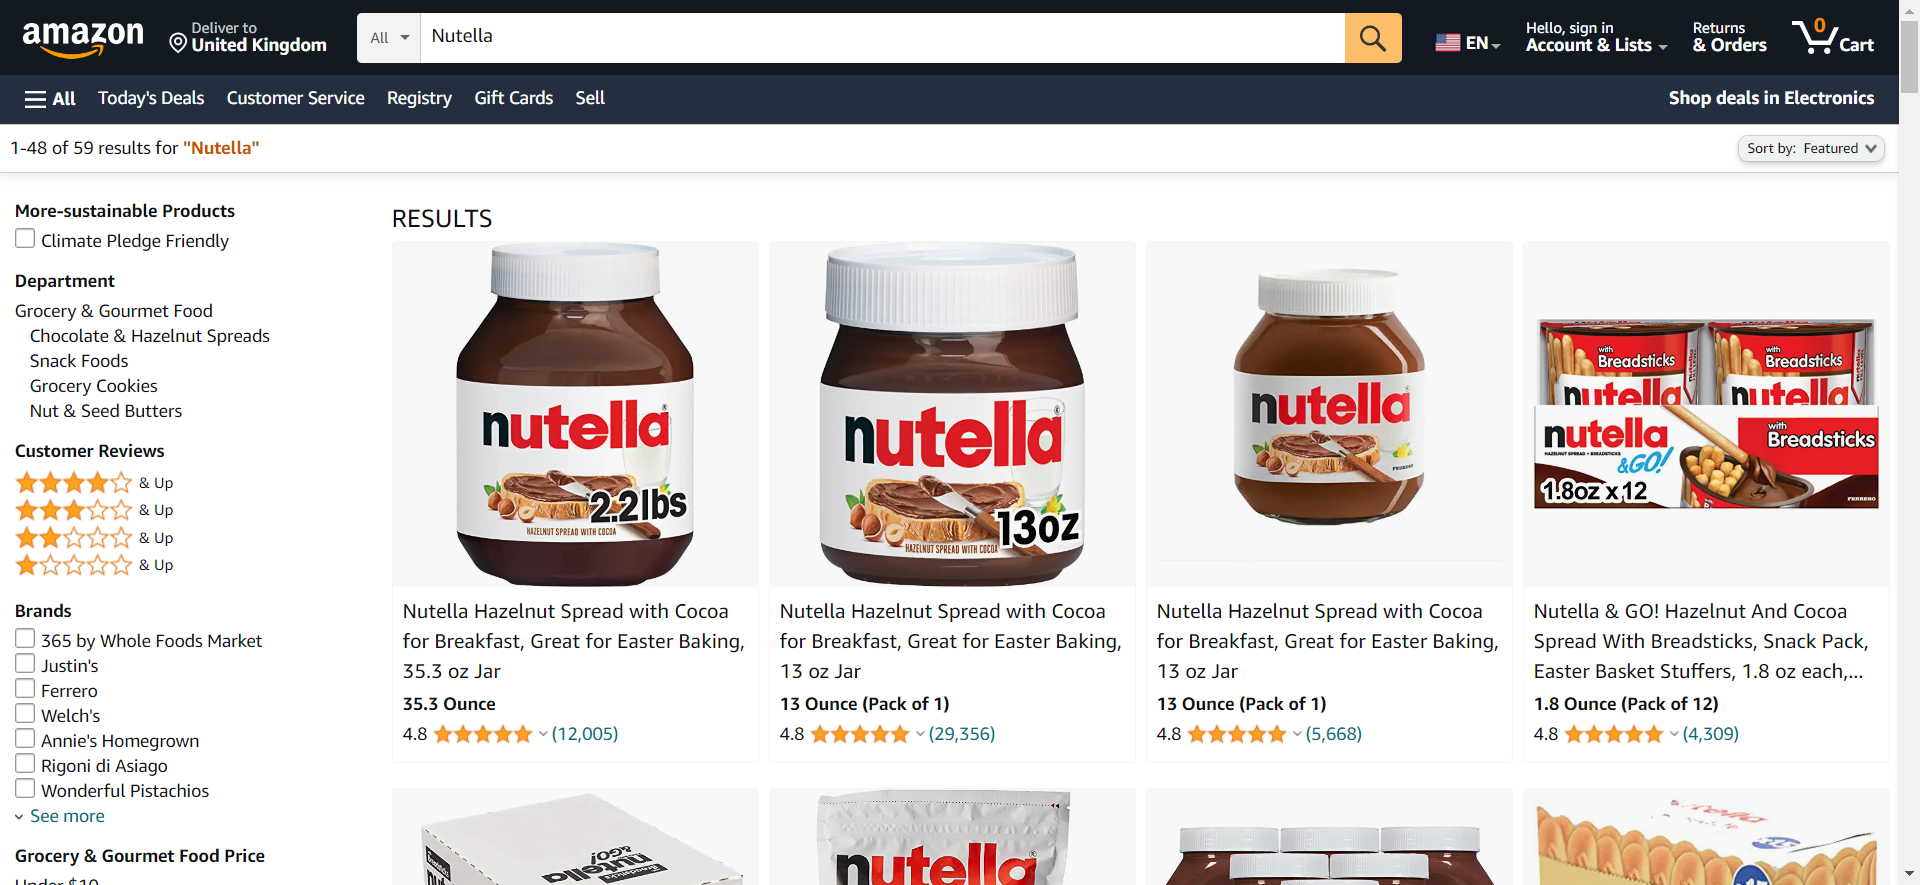 amazon
Deliver to
United Kingdom
All
Nutella
EN
Hello, sign in
Account & Lists
Returns
& Orders
0
Cart
All
Today's Deals
Customer Service
Registry
Gift Cards
Sell
Shop deals in Electronics
1-48 of 59 results for "Nutella"
Sort by: Featured
More-sustainable Products
Climate Pledge Friendly
Department
Grocery & Gourmet Food
Chocolate & Hazelnut Spreads
Snack Foods
Grocery Cookies
Nut & Seed Butters
Customer Reviews
& Up
& Up
& Up
& Up
Brands
365 by Whole Foods Market
Justin's
Ferrero
Welch's
Annie's Homegrown
Rigoni di Asiago
Wonderful Pistachios
See more
Grocery & Gourmet Food Price
Under $10
RESULTS
nutella
2.2lbs
HAZELNUT SPREAD WITH COCOA
Nutella Hazelnut Spread with Cocoa
for Breakfast, Great for Easter Baking,
35.3 oz Jar
35.3 Ounce
4.8
(12,005)
nutella
13oz
HAZELNUT SPREAD WITH COCOA
Nutella Hazelnut Spread with Cocoa
for Breakfast, Great for Easter Baking,
13 oz Jar
13 Ounce (Pack of 1)
4.8
(29,356)
nutella
FERRERO
Nutella Hazelnut Spread with Cocoa
for Breakfast, Great for Easter Baking,
13 oz Jar
13 Ounce (Pack of 1)
4.8
(5,668)
with
Breadsticks
nutella
with
Breadsticks
nutella
nutella
HAZELNUT SPREAD + BREADSTICKS
&GO!
with
Breadsticks
1.8oz x 12
FERRERO
Nutella & GO! Hazelnut And Cocoa
Spread With Breadsticks, Snack Pack,
Easter Basket Stuffers, 1.8 oz each,...
1.8 Ounce (Pack of 12)
4.8
(4,309)
nutella
&GO!
nutella
nutella